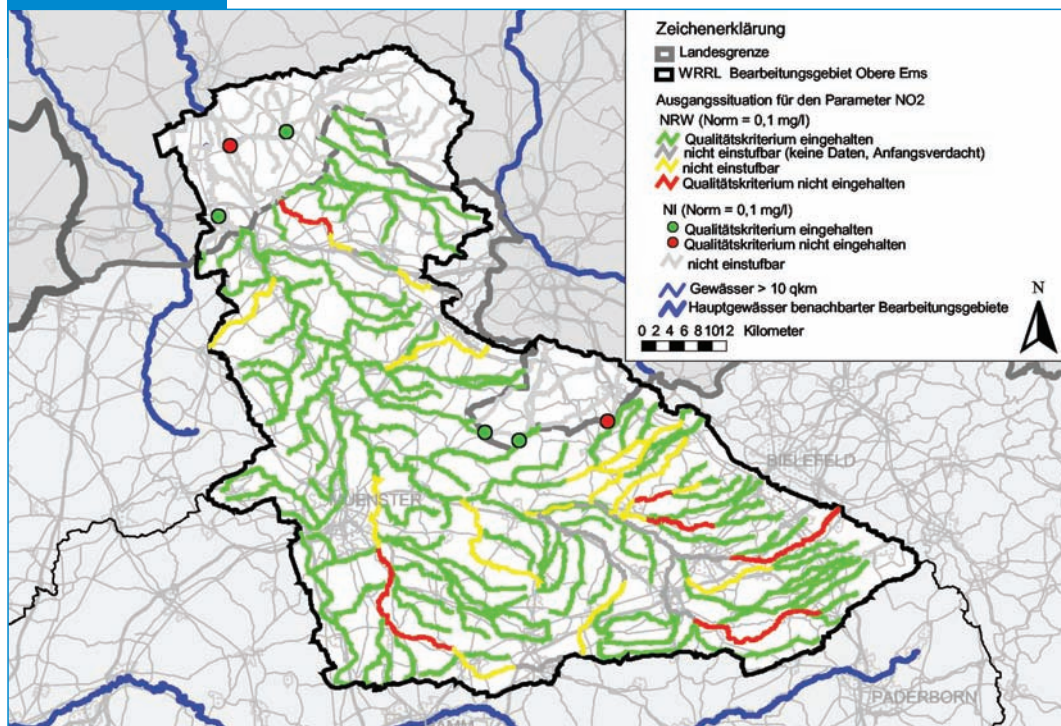 Zeichenerklärung
Landesgrenze
WRRL Bearbeitungsgebiet Obere Ems
Ausgangssituation für den Parameter NO2
NRW (Norm = 0,1 mg/l)
Qualitätskriterium eingehalten
nicht einstufbar (keine Daten, Anfangsverdacht)
nicht einstufbar
Qualitätskriterium nicht eingehalten
NI (Norm = 0,1 mg/l)
Qualitätskriterium eingehalten
Qualitätskriterium nicht eingehalten
nicht einstufbar
Gewässer > 10 qkm
Hauptgewässer benachbarter Bearbeitungsgebiete
N
0 2 4 6 8 10 12 Kilometer
BIELEFELD
MUENSTER
PADERBORN